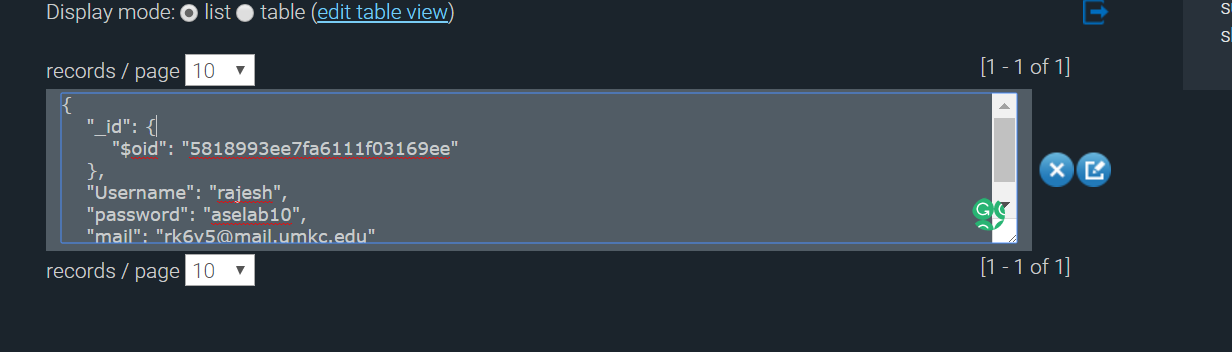 Display mode: list table (edit table view)
records / page 10 [1 - 1 of 1]
{
"_id": {
"$oid": "5818993ee7fa6111f03169ee"
},
"Username": "rajesh",
"password": "aselab10",
"mail": "rk6v5@mail.umkc.edu"
records / page 10 [1 - 1 of 1]